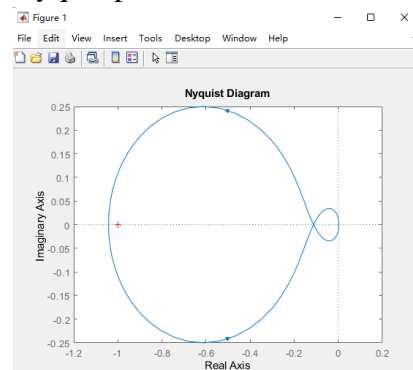 Figure 1
File Edit View Insert Tools Desktop Window Help
Nyquist Diagram
0.25
0.2
0.15
0.1
0.05
0
-0.05
-0.1
-0.15
-0.2
-0.25
Imaginary Axis
-1.2 -1 -0.8 -0.6 -0.4 -0.2 0 0.2
Real Axis